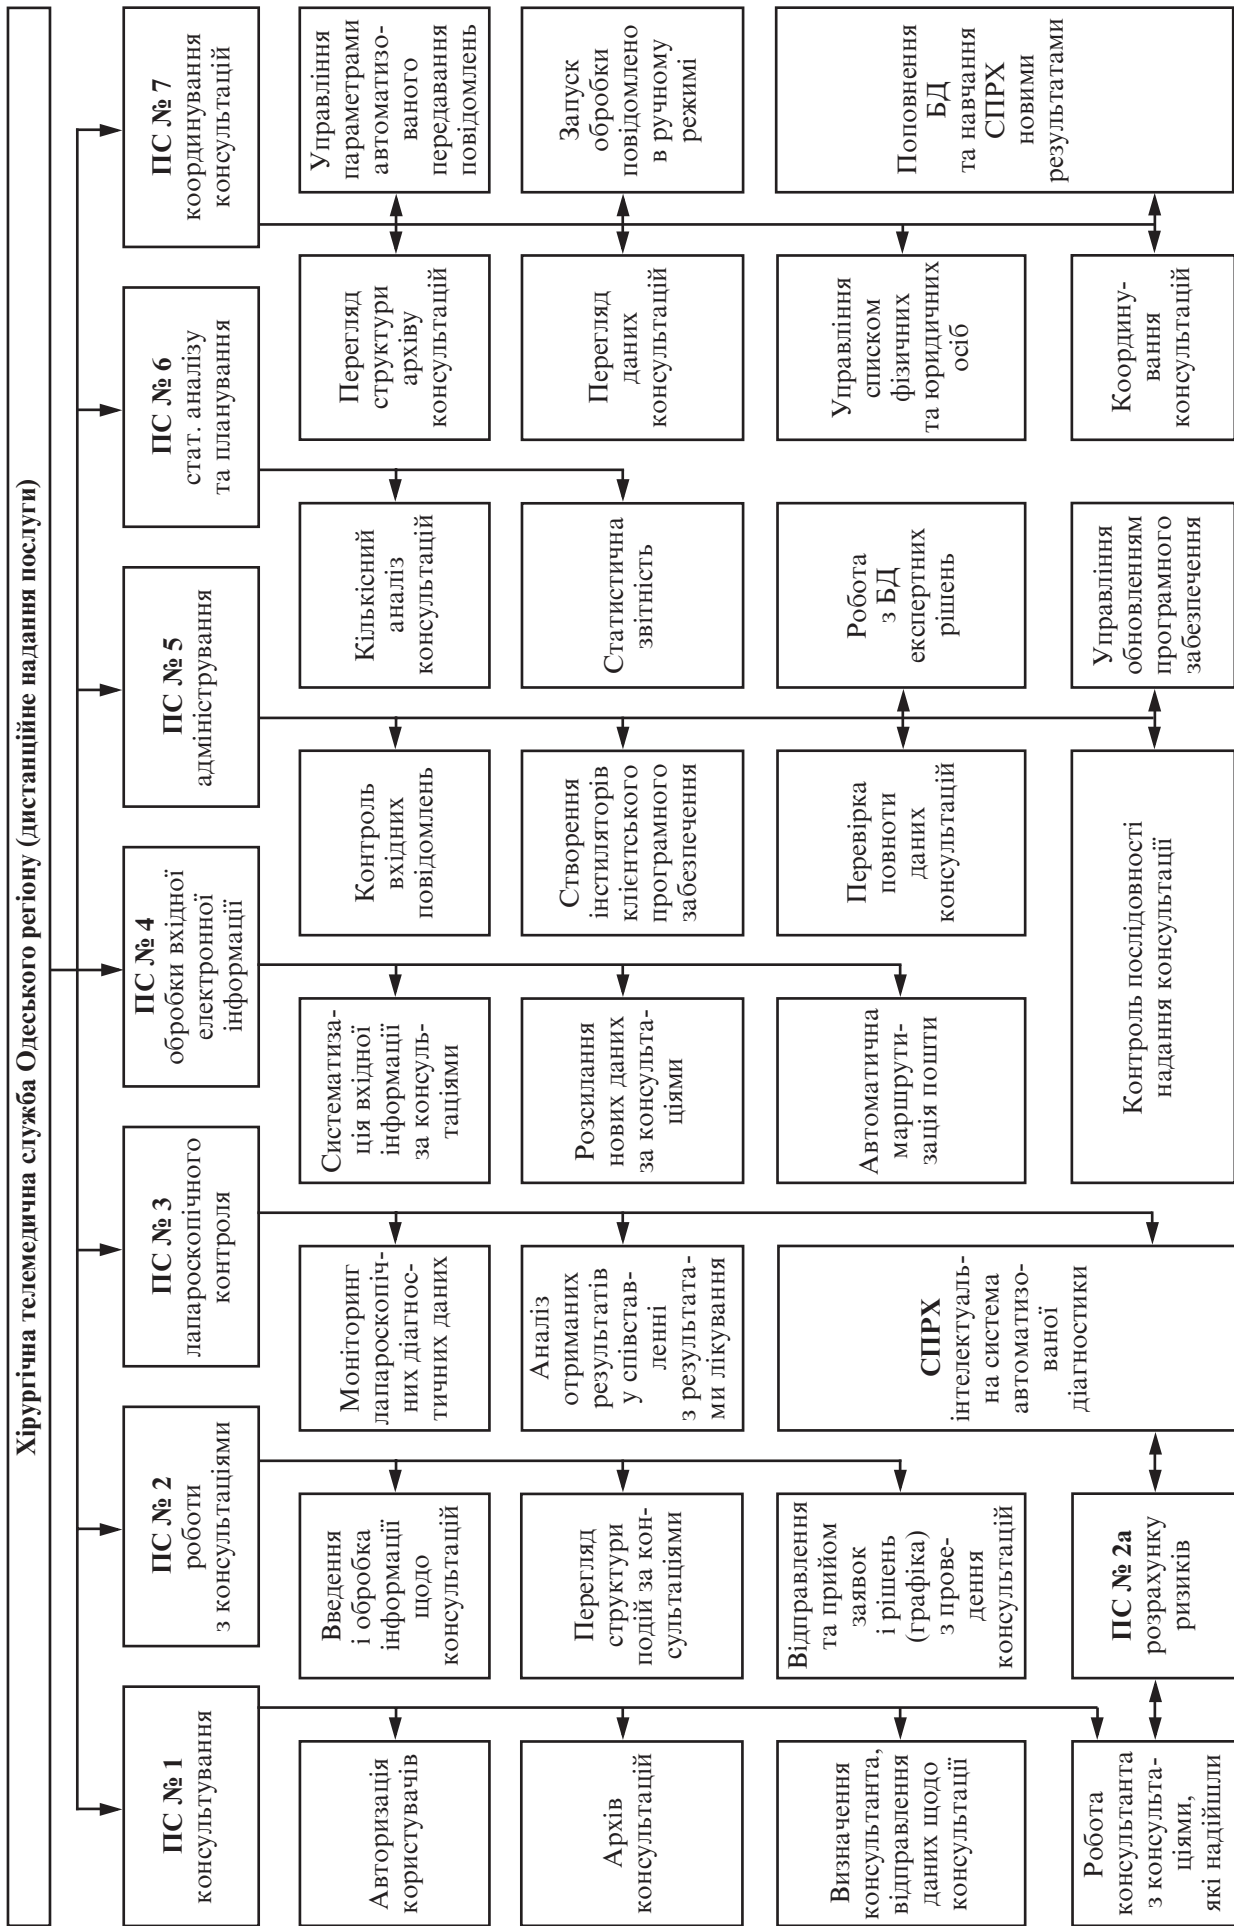 Хірургічна телемедична служба Одеського регіону (дистанційне надання послуги)
ПС № 1
консультування
ПС № 2
роботи
з консультаціями
ПС № 3
лапароскопічного
контроля
ПС № 4
обробки вхідної
електронної
інформації
ПС № 5
адміністрування
ПС № 6
стат. аналізу
та планування
ПС № 7
координування
консультацій
Авторизація
користувачів
Введення
і обробка
інформації
щодо
консультацій
Моніторинг
лапароскопіч-
них діагнос-
тичних даних
Систематиза-
ція вхідної
інформації
за консуль-
таціями
Контроль
вхідних
повідомлень
Кількісний
аналіз
консультацій
Перегляд
структури
архіву
консультацій
Управління
параметрами
автоматизо-
ваного
передавання
повідомлень
Архів
консультацій
Перегляд
структури
подій за кон-
сультаціями
Аналіз
отриманих
результатів
у співстав-
ленні
з результата-
ми лікування
Розсилання
нових даних
за консульта-
ціями
Створення
інстиляторів
клієнтського
програмного
забезпечення
Статистична
звітність
Перегляд
даних
консультацій
Запуск
обробки
повідомлено
в ручному
режимі
Визначення
консультанта,
відправлення
даних щодо
консультації
Відправлення
та прийом
заявок
і рішень
(графіка)
з прове-
дення
консультацій
СПРХ
інтелектуаль-
на система
автоматизо-
ваної
діагностики
Автоматична
маршрути-
зація пошти
Перевірка
повноти
даних
консультацій
Робота
з БД
експертних
рішень
Управління
списком
фізичних
та юридичних
осіб
Поповнення
БД
та навчання
СПРХ
новими
результатами
Робота
консультанта
з консульта-
ціями,
які надійшли
ПС № 2а
розрахунку
ризиків
Контроль послідовності
надання консультації
Управління
обновленням
програмного
забезпечення
Координу-
вання
консультацій